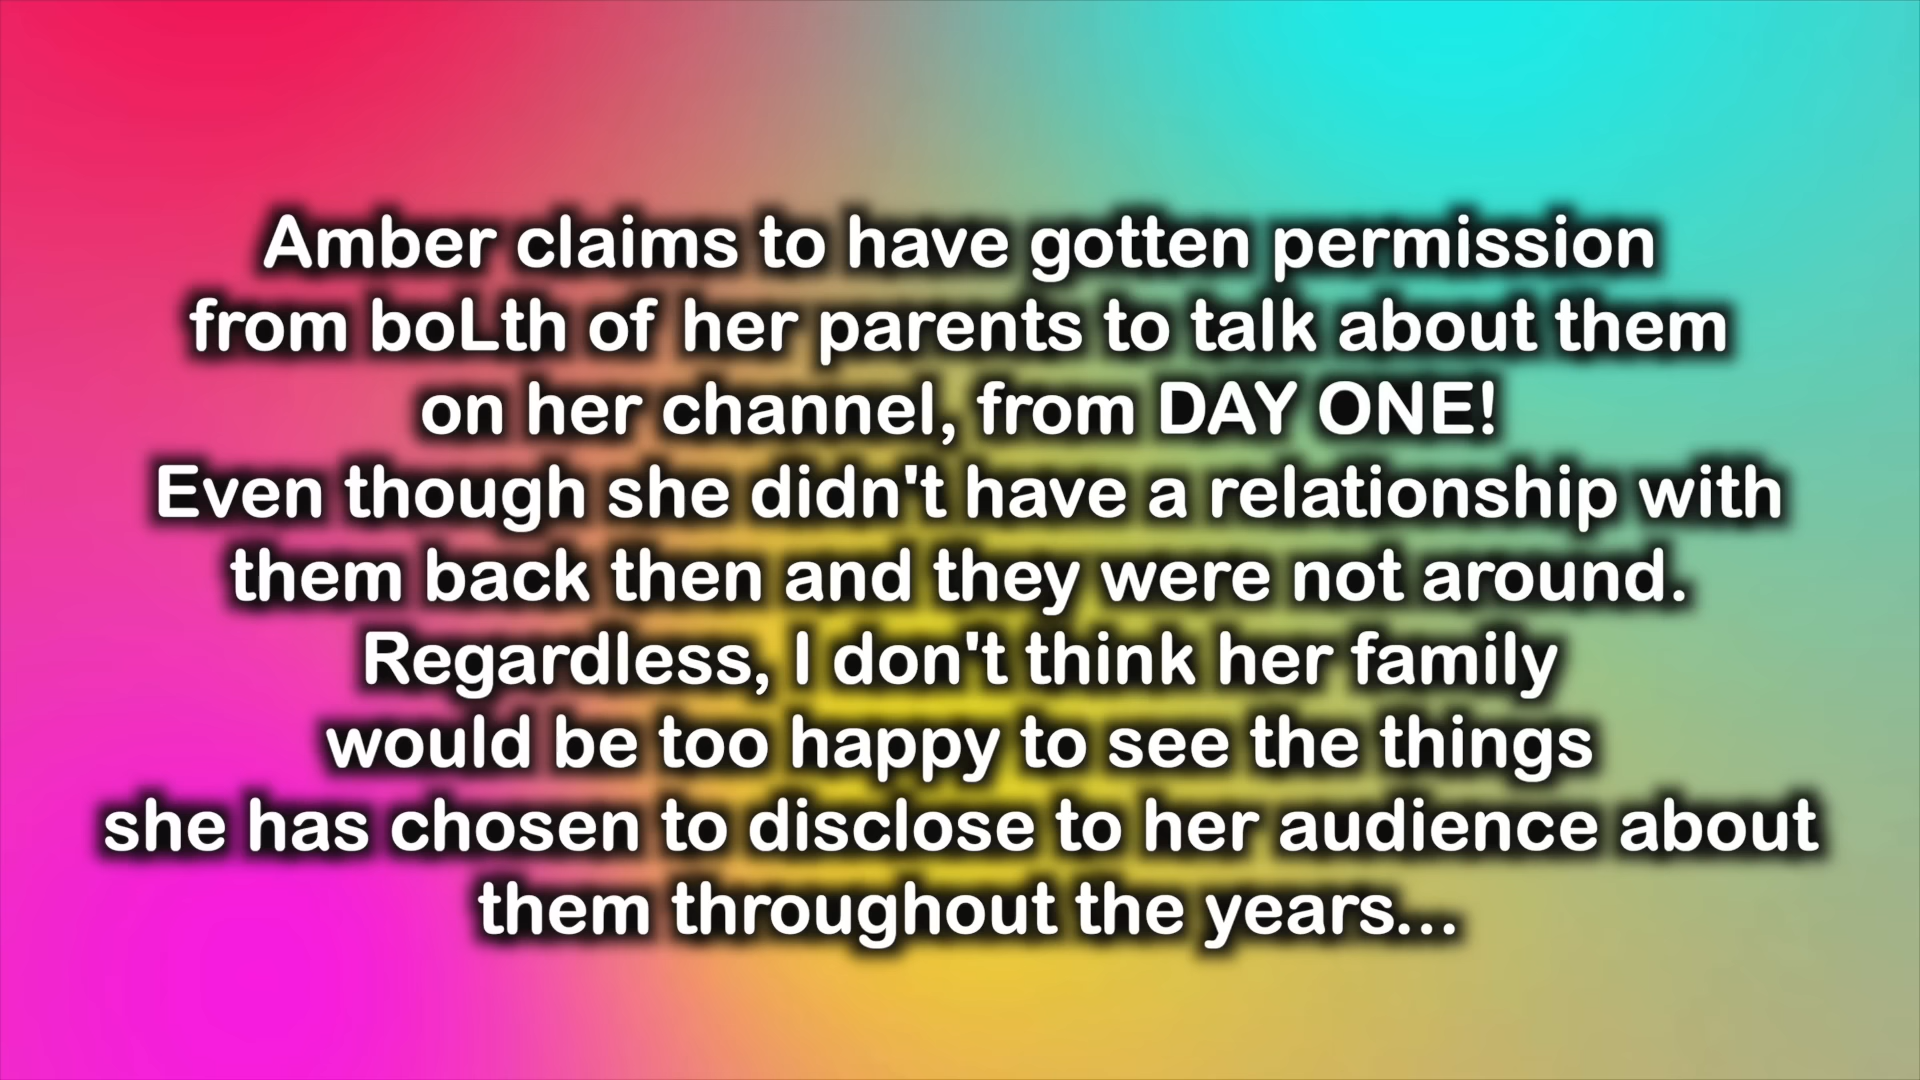 Amber claims to have gotten permission
from boLth of her parents to talk about them
on her channel, from DAY ONE!
Even though she didn't have a relationship with
them back then and they were not around.
Regardless, I don't think her family
would be too happy to see the things
she has chosen to disclose to her audience about
them throughout the years...